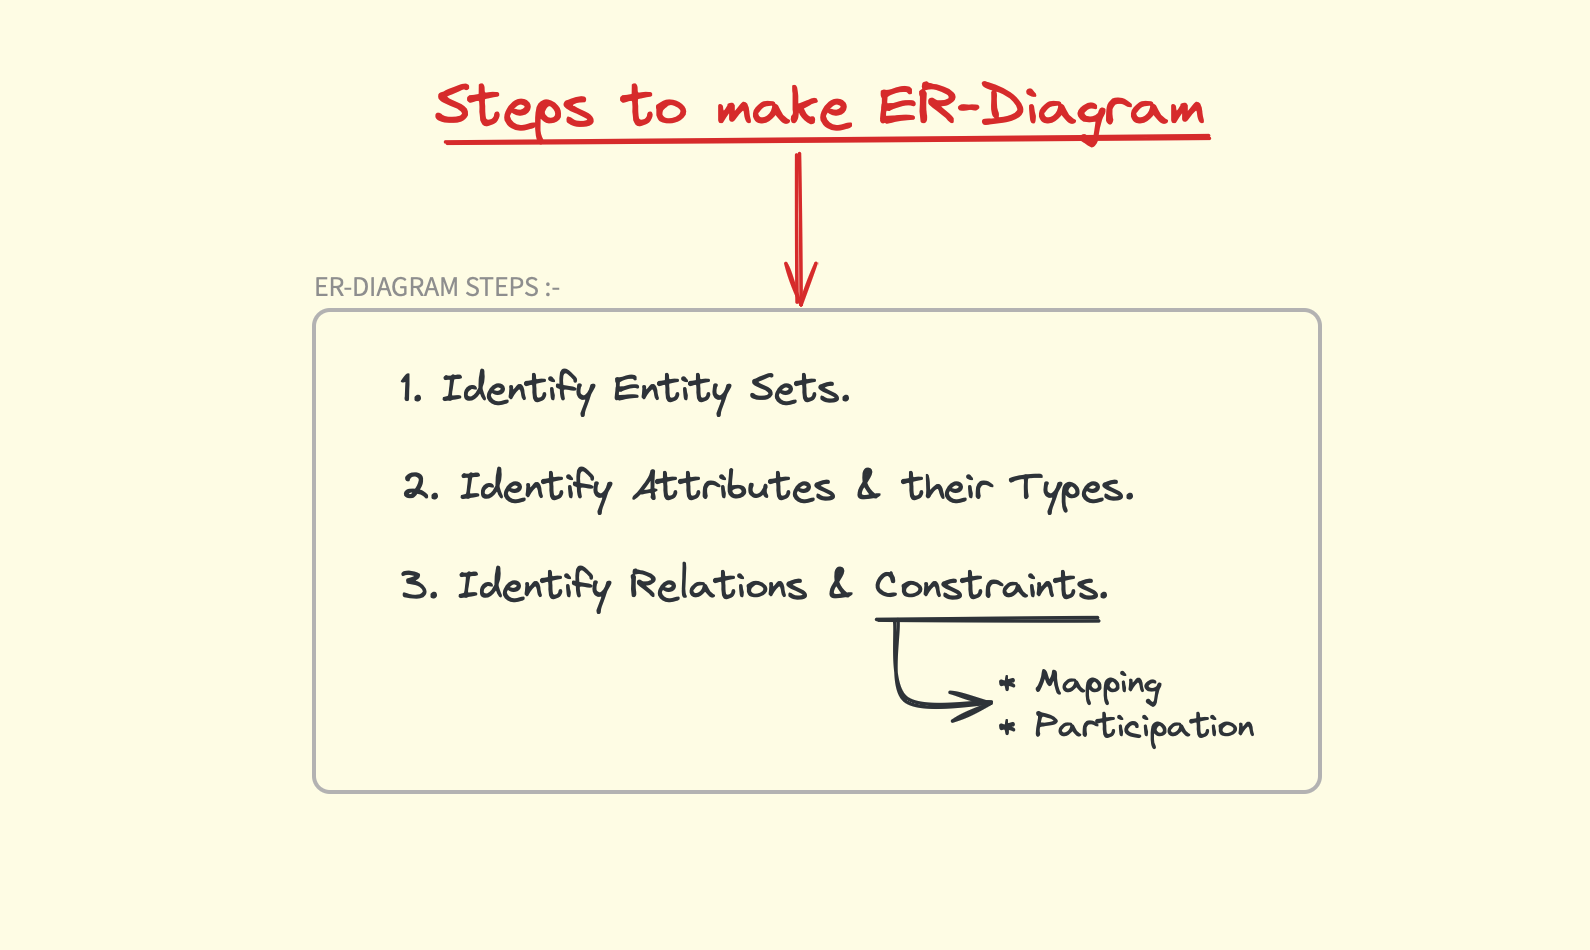 Steps to make ER-Diagram
ER-DIAGRAM STEPS :-
1. Identify Entity Sets.
2. Identify Attributes & their Types.
3. Identify Relations & Constraints.
* Mapping
* Participation